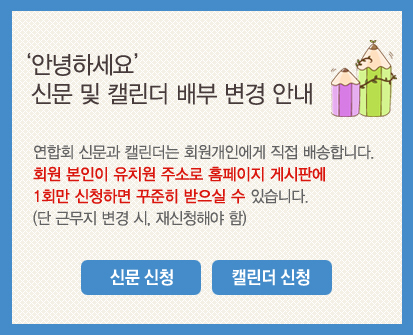 ‘안녕하세요’
신문 및 캘린더 배부 변경 안내
연합회 신문과 캘린더는 회원개인에게 직접 배송합니다.
회원 본인이 유치원 주소로 홈페이지 게시판에
1회만 신청하면 꾸준히 받으실 수 있습니다.
(단 근무지 변경 시, 재신청해야 함)
신문 신청
캘린더 신청